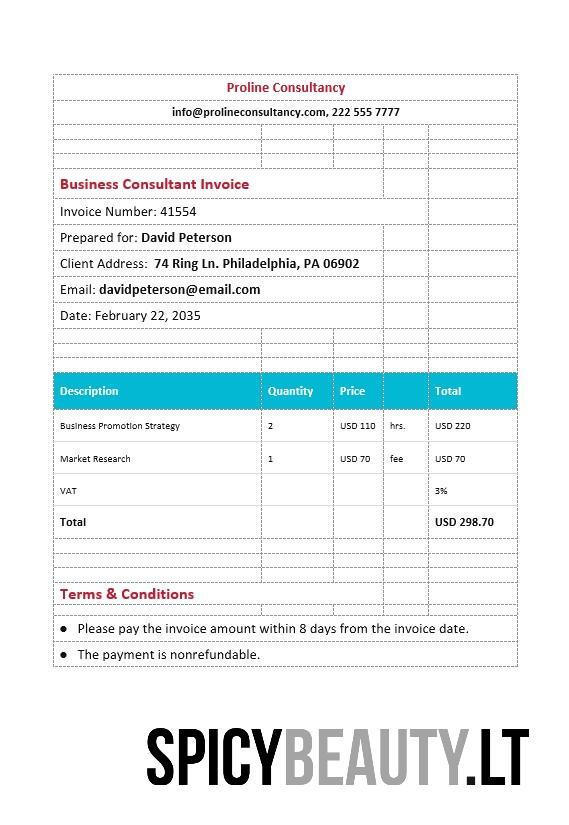 Proline Consultancy
info@prolineconsultancy.com, 222 555 7777
Business Consultant Invoice
Invoice Number: 41554
Prepared for: David Peterson
Client Address: 74 Ring Ln. Philadelphia, PA 06902
Email: davidpeterson@email.com
Date: February 22, 2035
Description Quantity Price Total
Business Promotion Strategy 2 USD 110 hrs. USD 220
Market Research 1 USD 70 fee USD 70
VAT 3%
Total USD 298.70
Terms & Conditions
● Please pay the invoice amount within 8 days from the invoice date.
● The payment is nonrefundable.
SPICYBEAUTY.LT